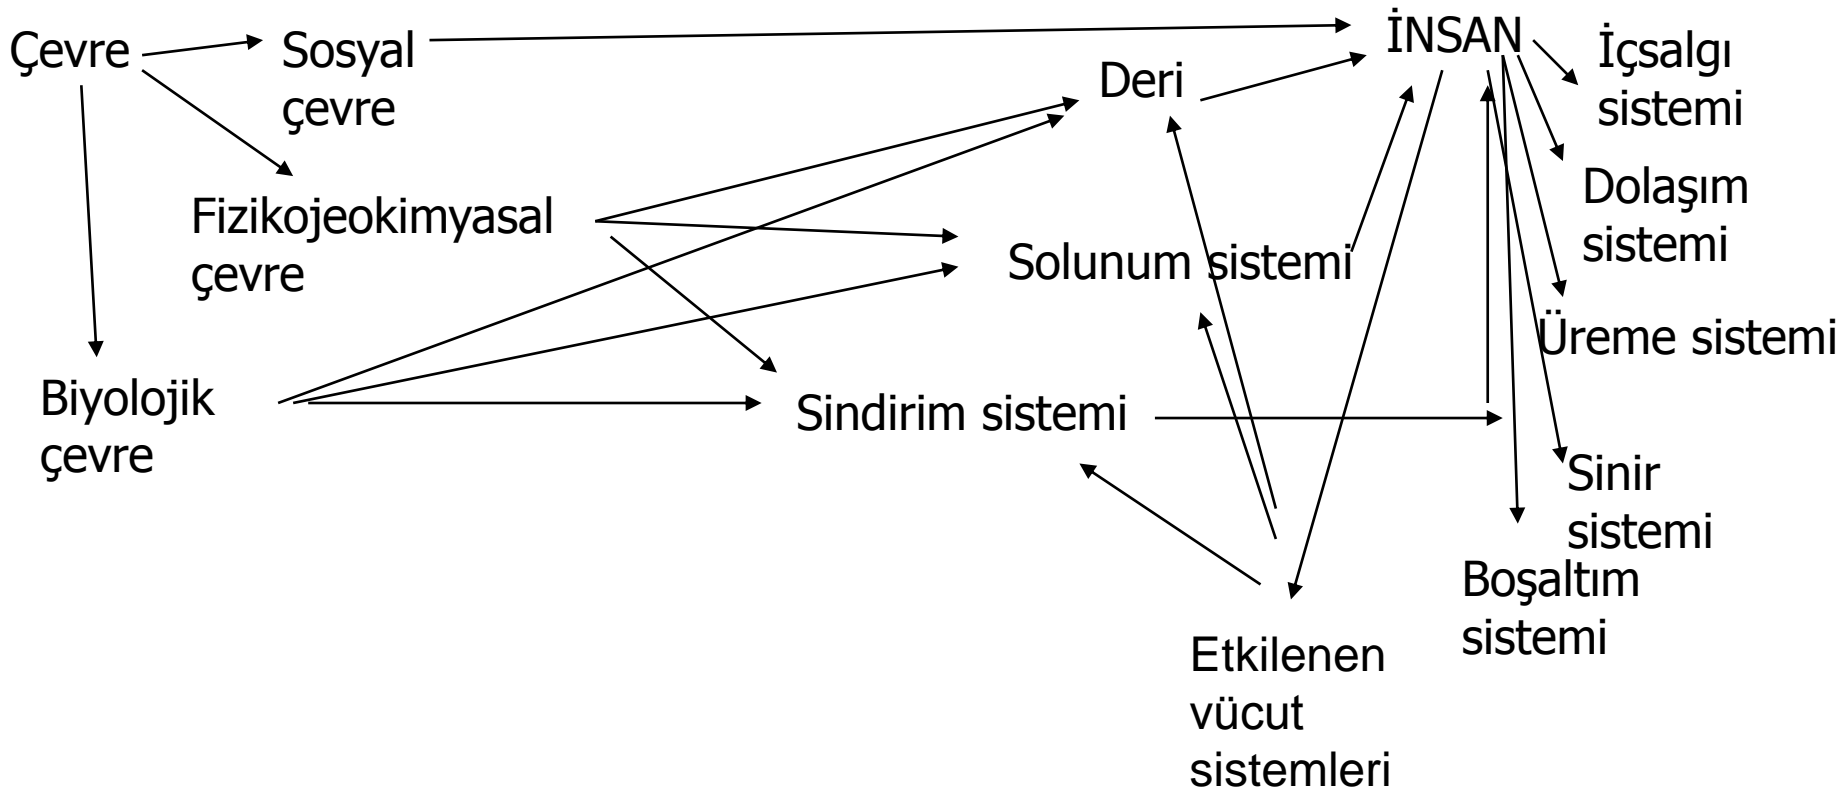 Çevre
Sosyal
çevre
Deri
İNSAN
İçsalgı
sistemi
Fizikojeokimyasal
çevre
Solunum sistemi
Dolaşım
sistemi
Üreme sistemi
Biyolojik
çevre
Sindirim sistemi
Sinir
sistemi
Boşaltım
sistemi
Etkilenen
vücut
sistemleri